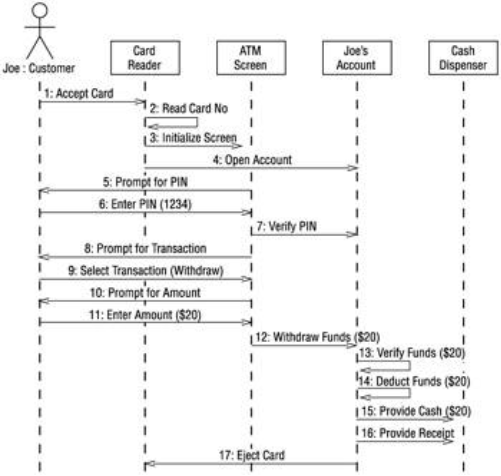 Joe : Customer
Card
Reader
ATM
Screen
Joe's
Account
Cash
Dispenser
1: Accept Card
2: Read Card No
3: Initialize Screen
4: Open Account
5: Prompt for PIN
6: Enter PIN (1234)
7: Verify PIN
8: Prompt for Transaction
9: Select Transaction (Withdraw)
10: Prompt for Amount
11: Enter Amount ($20)
12: Withdraw Funds ($20)
13: Verify Funds ($20)
14: Deduct Funds ($20)
15: Provide Cash ($20)
16: Provide Receipt
17: Eject Card